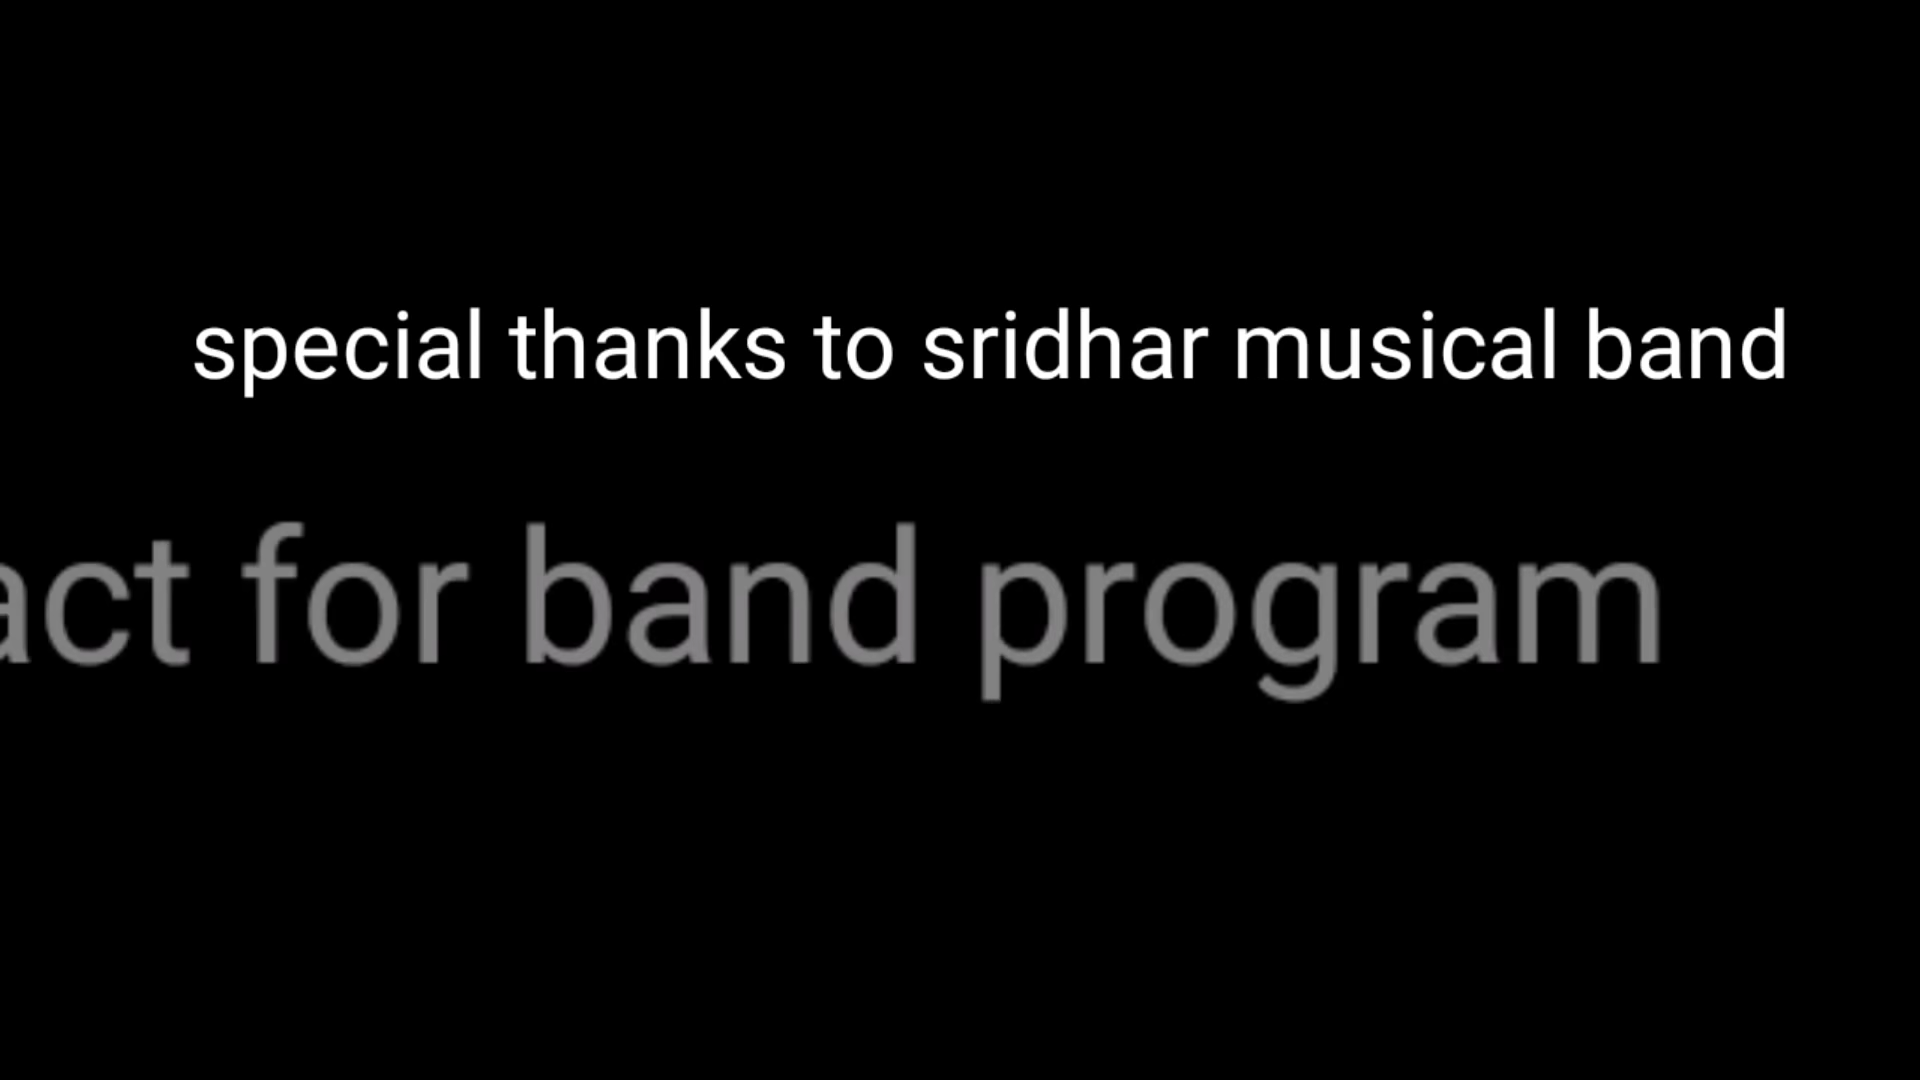 special thanks to sridhar musical band
act for band program